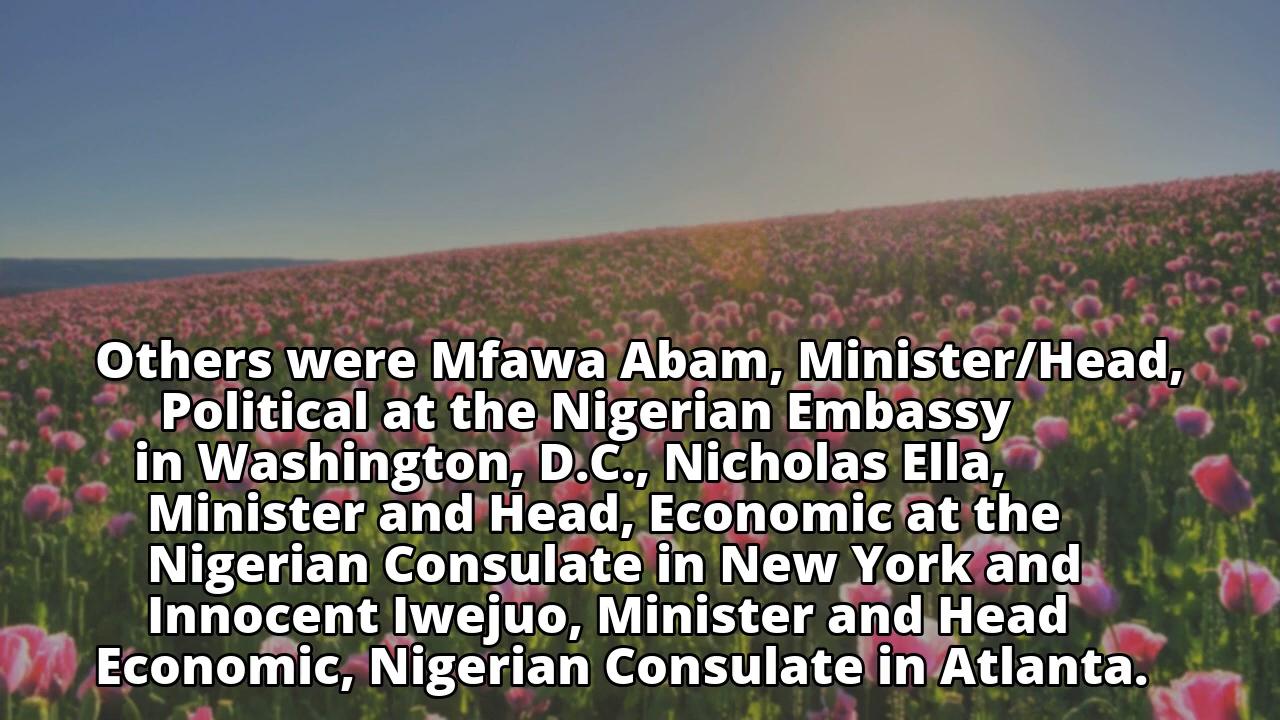 Others were Mfawa Abam, Minister/Head,
Political at the Nigerian Embassy
in Washington, D.C., Nicholas Ella,
Minister and Head, Economic at the
Nigerian Consulate in New York and
Innocent Iwejuo, Minister and Head
Economic, Nigerian Consulate in Atlanta.